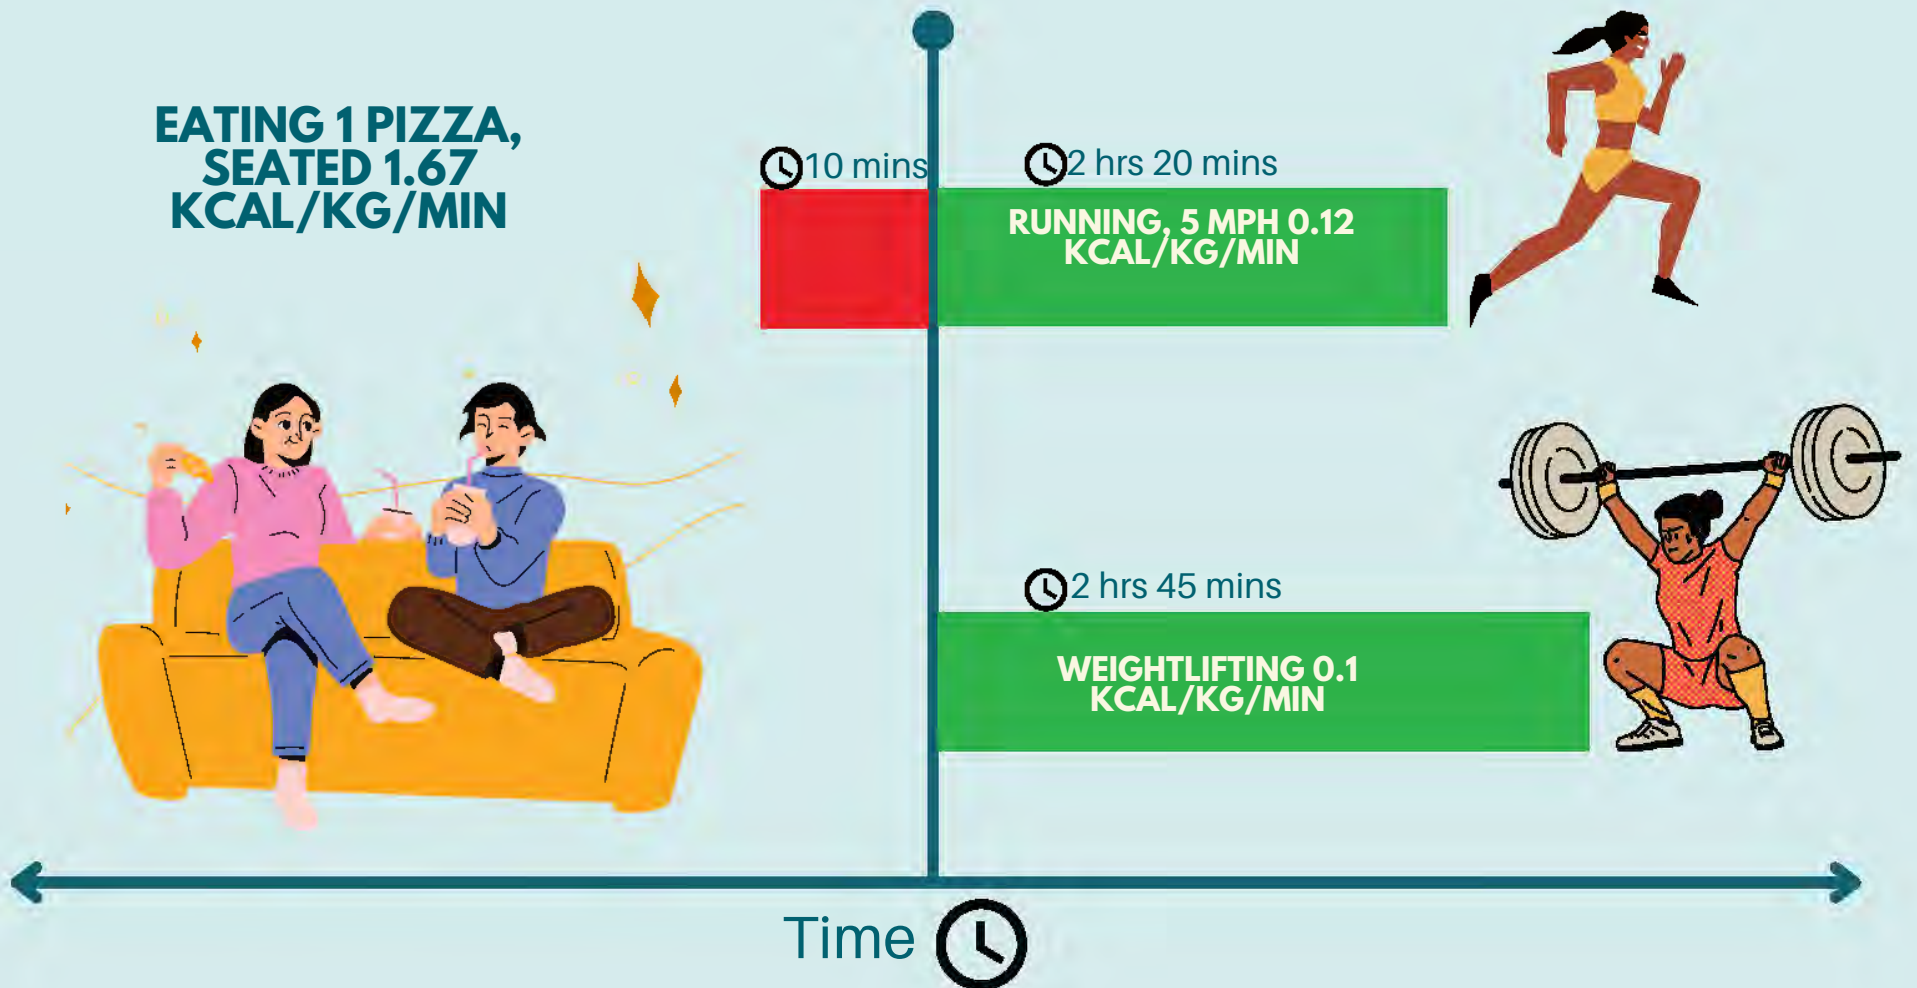 EATING 1 PIZZA,
SEATED 1.67
KCAL/KG/MIN
10 mins
2 hrs 20 mins
RUNNING, 5 MPH 0.12
KCAL/KG/MIN
2 hrs 45 mins
WEIGHTLIFTING 0.1
KCAL/KG/MIN
Time